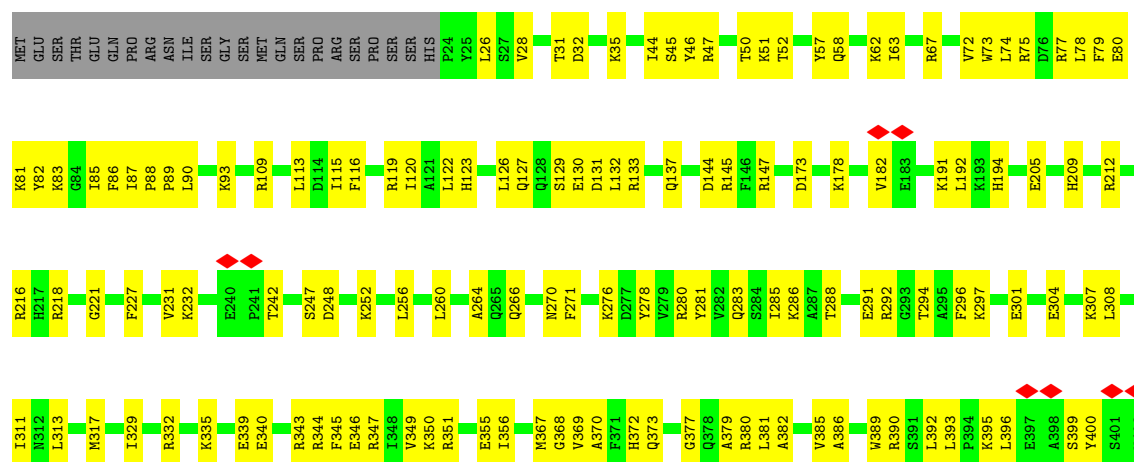 MET GLU SER THR GLU GLN PRO ARG ASN ILE SER GLY SER MET GLN SER PRO ARG SER PRO SER SER HIS P24 Y25 L26 S27 V28 T31 D32 K35 I44 S45 Y46 R47 T50 K51 T52 Y57 Q58 K62 I63 R67 V72 W73 L74 R75 D76 R77 L78 F79 E80
K81 Y82 K83 G84 I85 F86 I87 P88 P89 L90 K93 R109 L113 D114 I115 F116 R119 I120 A121 L122 H123 L126 Q127 Q128 S129 E130 D131 L132 R133 Q137 D144 R145 F146 R147 D173 K178 V182 E183 K191 L192 K193 H194 E205 H209 R212
R216 H217 R218 G221 F227 V231 K232 E240 P241 T242 S247 D248 K252 L256 L260 A264 Q265 Q266 N270 F271 K276 D277 Y278 V279 R280 Y281 V282 Q283 S284 I285 K286 A287 T288 E291 R292 G293 T294 A295 F296 K297 E301 E304 K307 L308
I311 N312 L313 M317 I329 R332 K335 E339 E340 R343 R344 F345 E346 R347 I348 V349 K350 R351 E355 I356 M367 G368 V369 A370 F371 H372 Q373 G377 Q378 A379 R380 L381 A382 V385 A386 W389 R390 S391 L392 L393 P394 K395 L396 E397 A398 S399 Y400 S401